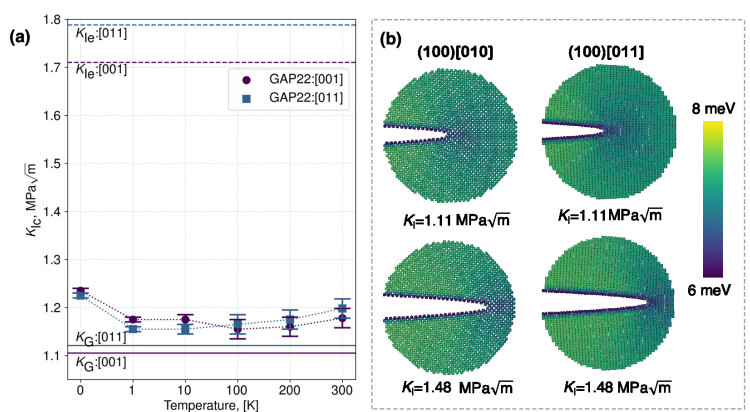 (a)
1.8
1.7
1.6
1.5
1.4
1.3
1.2
1.1
K_IC, MPa√m
K_Ie:[011]
K_Ie:[001]
GAP22:[001]
GAP22:[011]
K_G:[011]
K_G:[001]
0 1 10 100 200 300
Temperature, [K]
(b)
(100)[010] (100)[011]
K_I=1.11 MPa√m K_I=1.11 MPa√m
K_I=1.48 MPa√m K_I=1.48 MPa√m
8 meV
6 meV